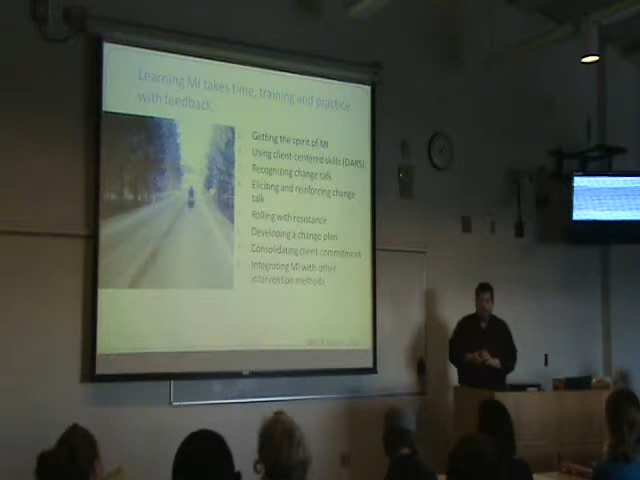 Learning MI takes time, training and practice
with feedback.
Getting the spirit of MI
Using client centered skills (OARS)
Recognizing change talk
Eliciting and reinforcing change
talk
Rolling with resistance
Developing a change plan
Consolidating client commitment
Integrating MI with other
intervention methods